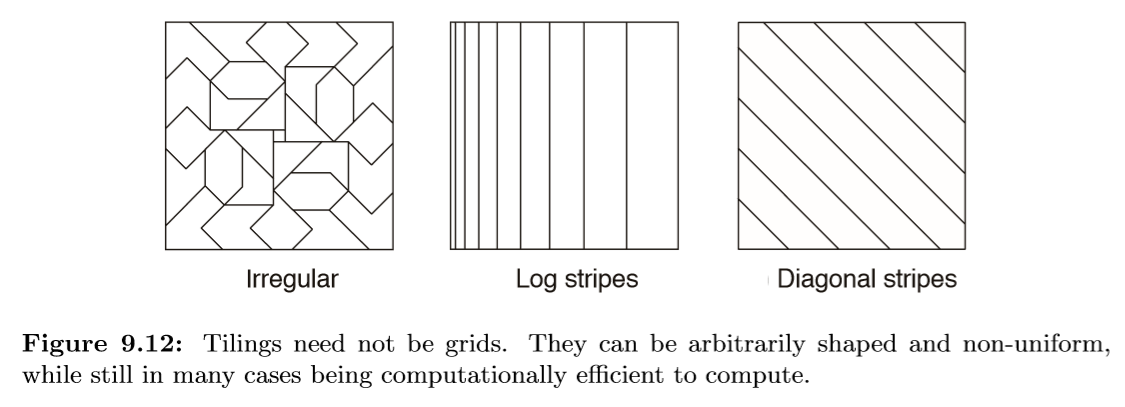 Irregular
Log stripes
Diagonal stripes
Figure 9.12: Tilings need not be grids. They can be arbitrarily shaped and non-uniform,
while still in many cases being computationally efficient to compute.